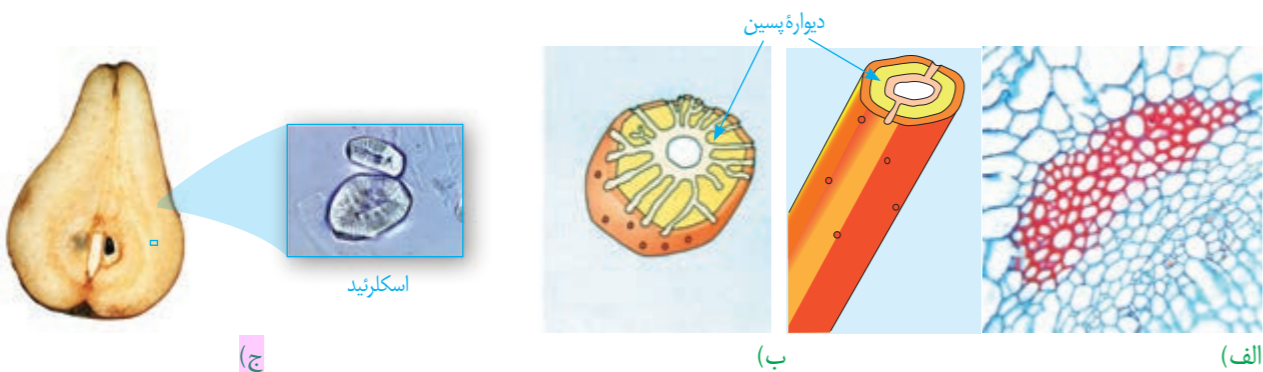 دیوارهٔ پسین
اسکلرئید
الف)
ب)
ج)